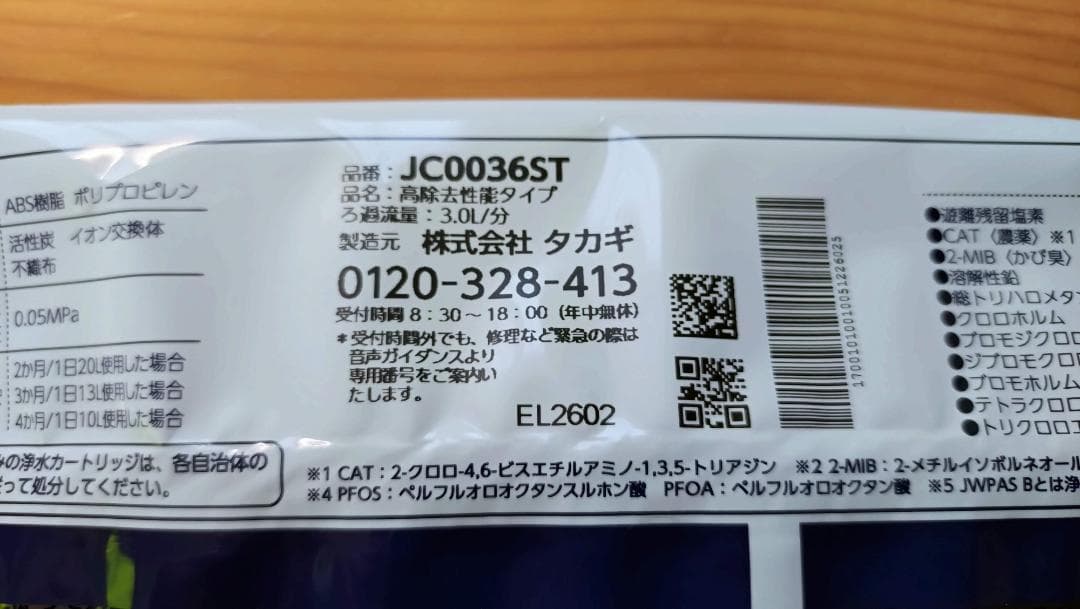 ABS樹脂 ポリプロピレン
活性炭 イオン交換体
不織布
0.05MPa
2か月/1日20L使用した場合
3か月/1日13L使用した場合
4か月/1日10L使用した場合
の浄水カートリッジは、各自治体の
って処分してください。
品番：JC0036ST
品名：高除去性能タイプ
ろ過流量：3.0L/分
製造元 株式会社 タカギ
0120-328-413
受付時間 8：30～18：00（年中無休）
＊受付時間外でも、修理など緊急の際は
音声ガイダンスより
専用番号をご案内い
たします。
EL2602
17001010010051226025
●遊離残留塩素
●CAT〈農薬〉※1
●2-MIB〈かび臭〉
●溶解性鉛
●総トリハロメタ
●クロロホルム
●ブロモジクロロ
●ジブロモクロロ
●ブロモホルム
●テトラクロロ
●トリクロロエ
※1 CAT：2-クロロ-4,6-ビスエチルアミノ-1,3,5-トリアジン ※2 2-MIB：2-メチルイソボルネオール
※4 PFOS：ペルフルオロオクタンスルホン酸 PFOA：ペルフルオロオクタン酸 ※5 JWPAS Bとは浄